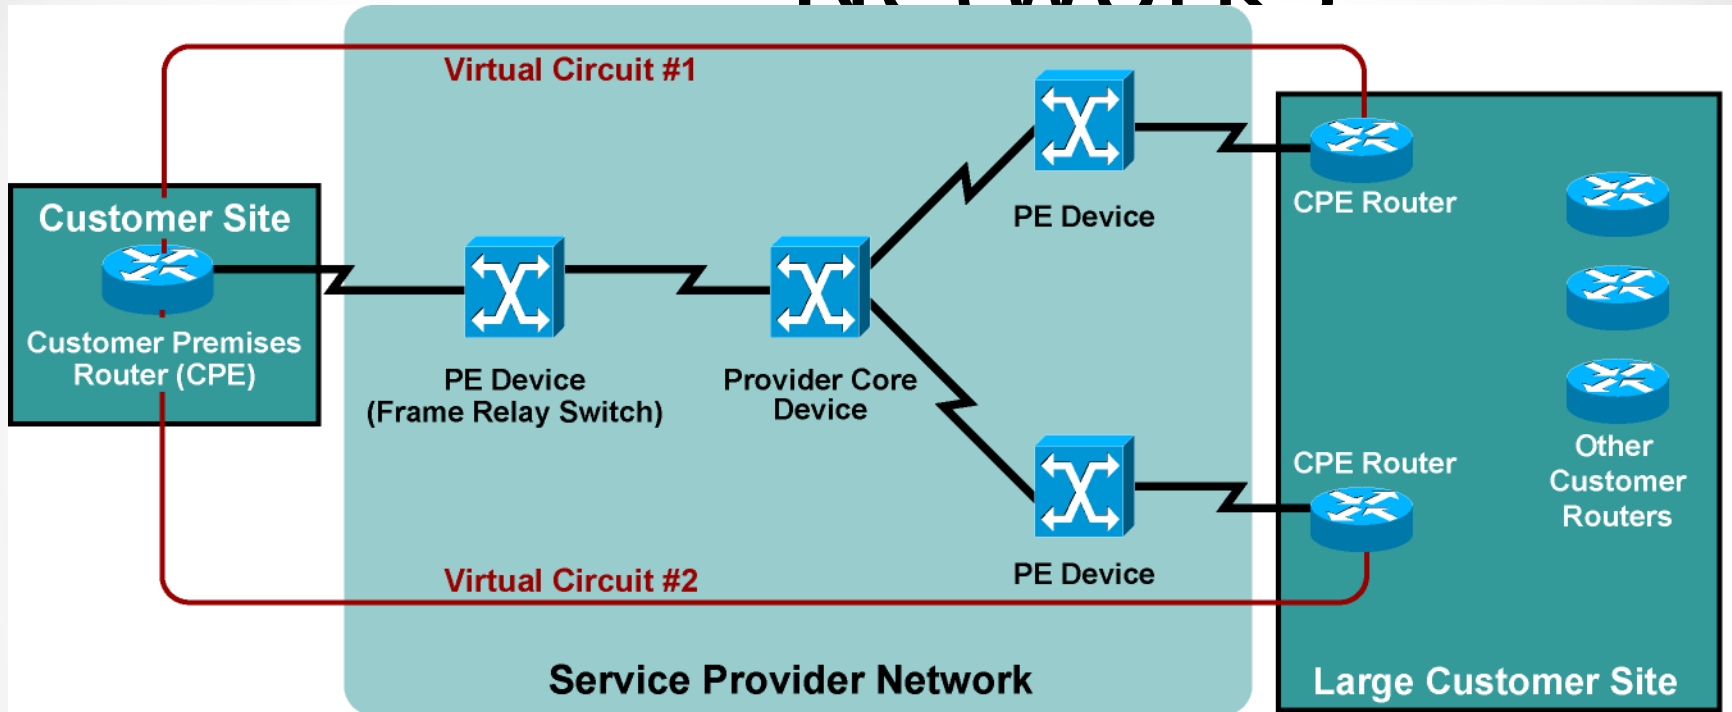 Virtual Circuit #1
Customer Site
Customer Premises
Router (CPE)
PE Device
(Frame Relay Switch)
Provider Core
Device
PE Device
PE Device
CPE Router
CPE Router
Other
Customer
Routers
Virtual Circuit #2
Service Provider Network
Large Customer Site